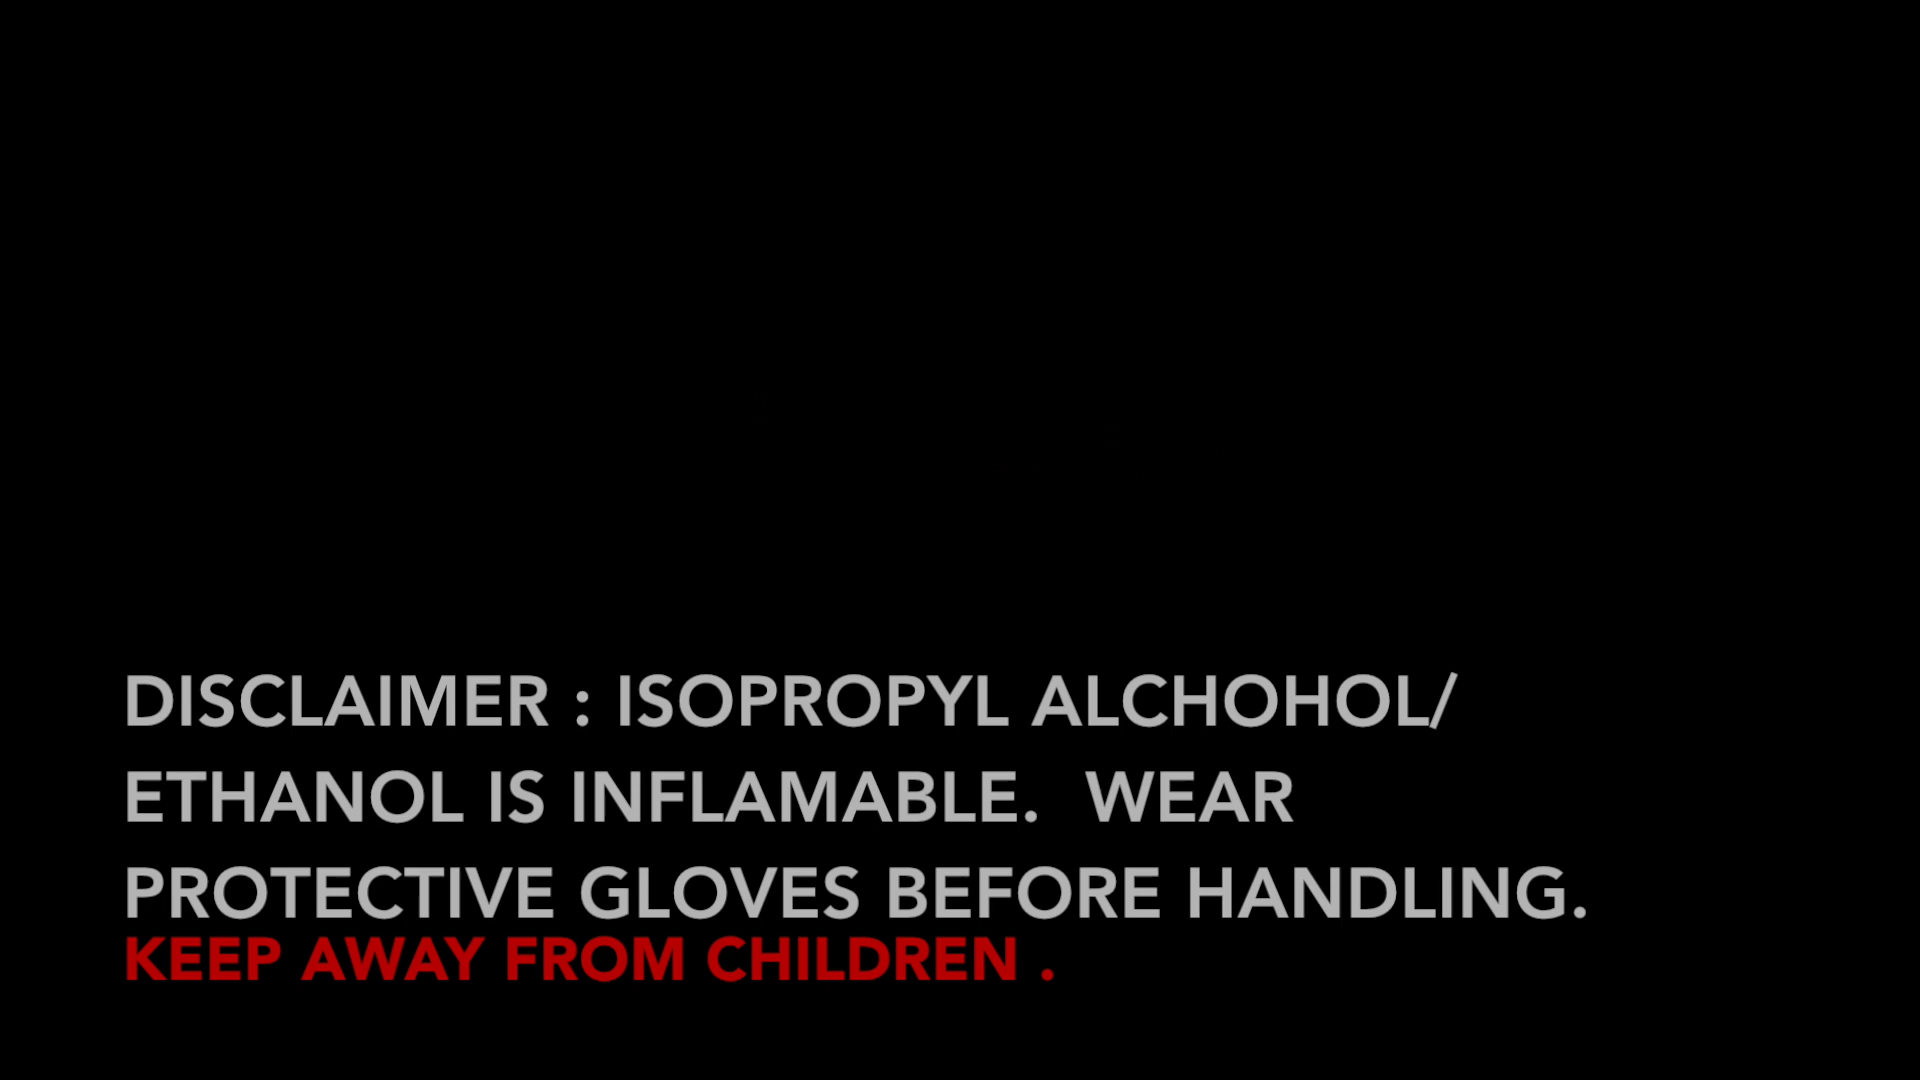 DISCLAIMER : ISOPROPYL ALCHOHOL/
ETHANOL IS INFLAMABLE.  WEAR
PROTECTIVE GLOVES BEFORE HANDLING.
KEEP AWAY FROM CHILDREN .